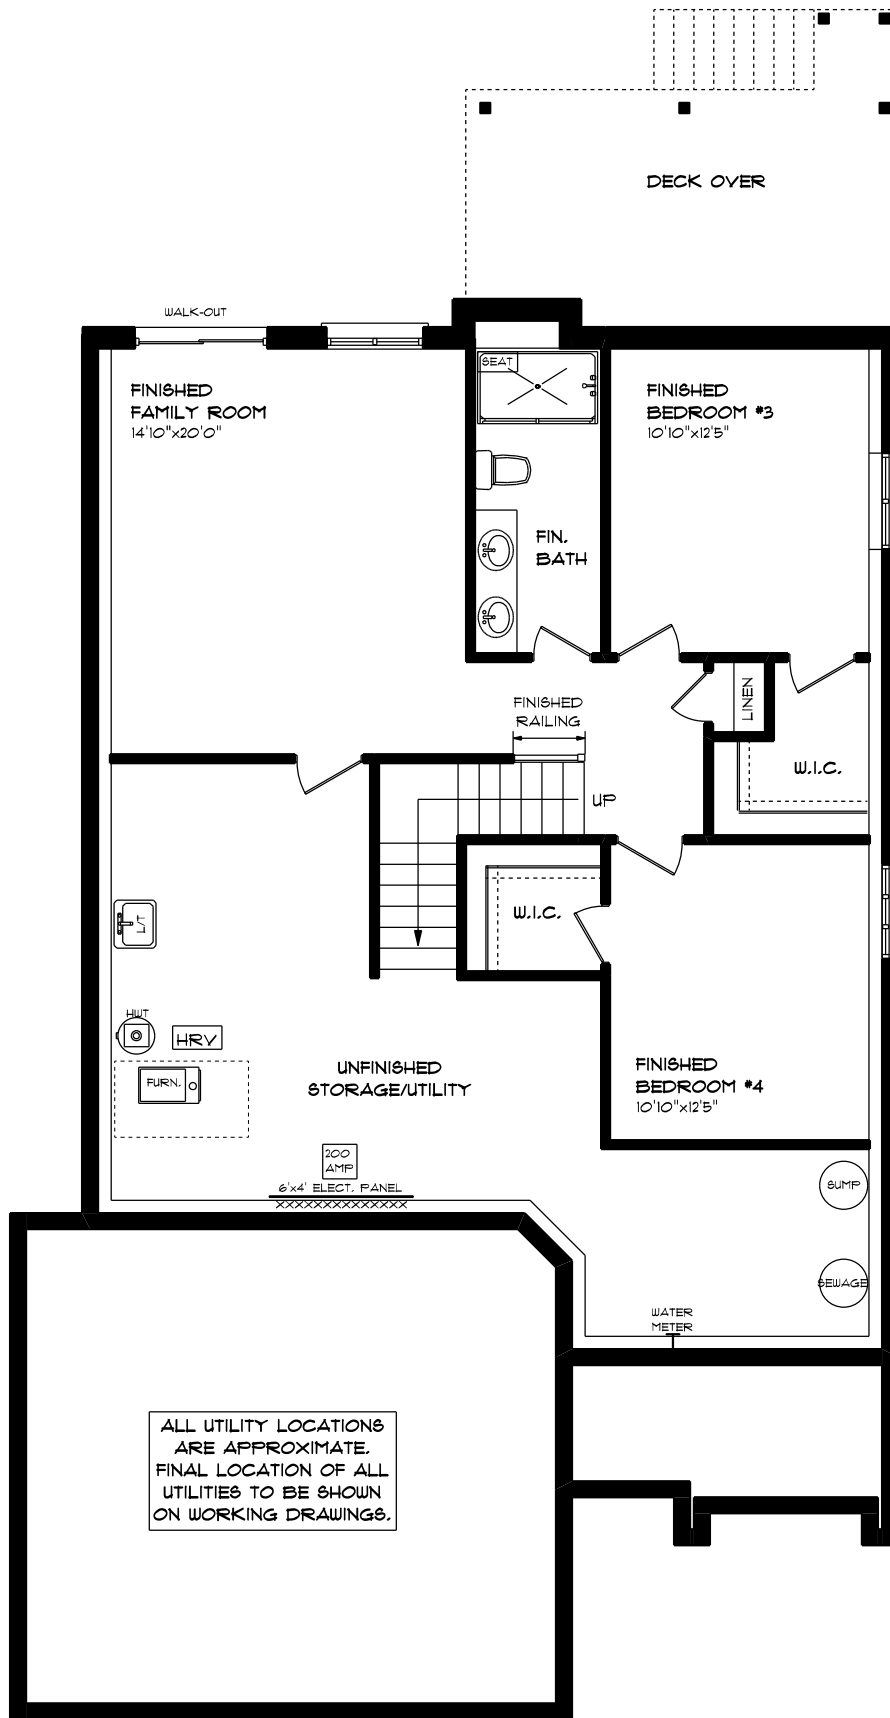 DECK OVER
WALK-OUT
FINISHED
FAMILY ROOM
14'10"x20'0"
SEAT
FINISHED
BEDROOM #3
10'10"x12'5"
FIN.
BATH
FINISHED
RAILING
LINEN
W.I.C.
UP
W.I.C.
L/T
HWT
HRV
FURN.
UNFINISHED
STORAGE/UTILITY
FINISHED
BEDROOM #4
10'10"x12'5"
200
AMP
6'x4' ELECT. PANEL
SUMP
SEWAGE
WATER
METER
ALL UTILITY LOCATIONS
ARE APPROXIMATE.
FINAL LOCATION OF ALL
UTILITIES TO BE SHOWN
ON WORKING DRAWINGS.